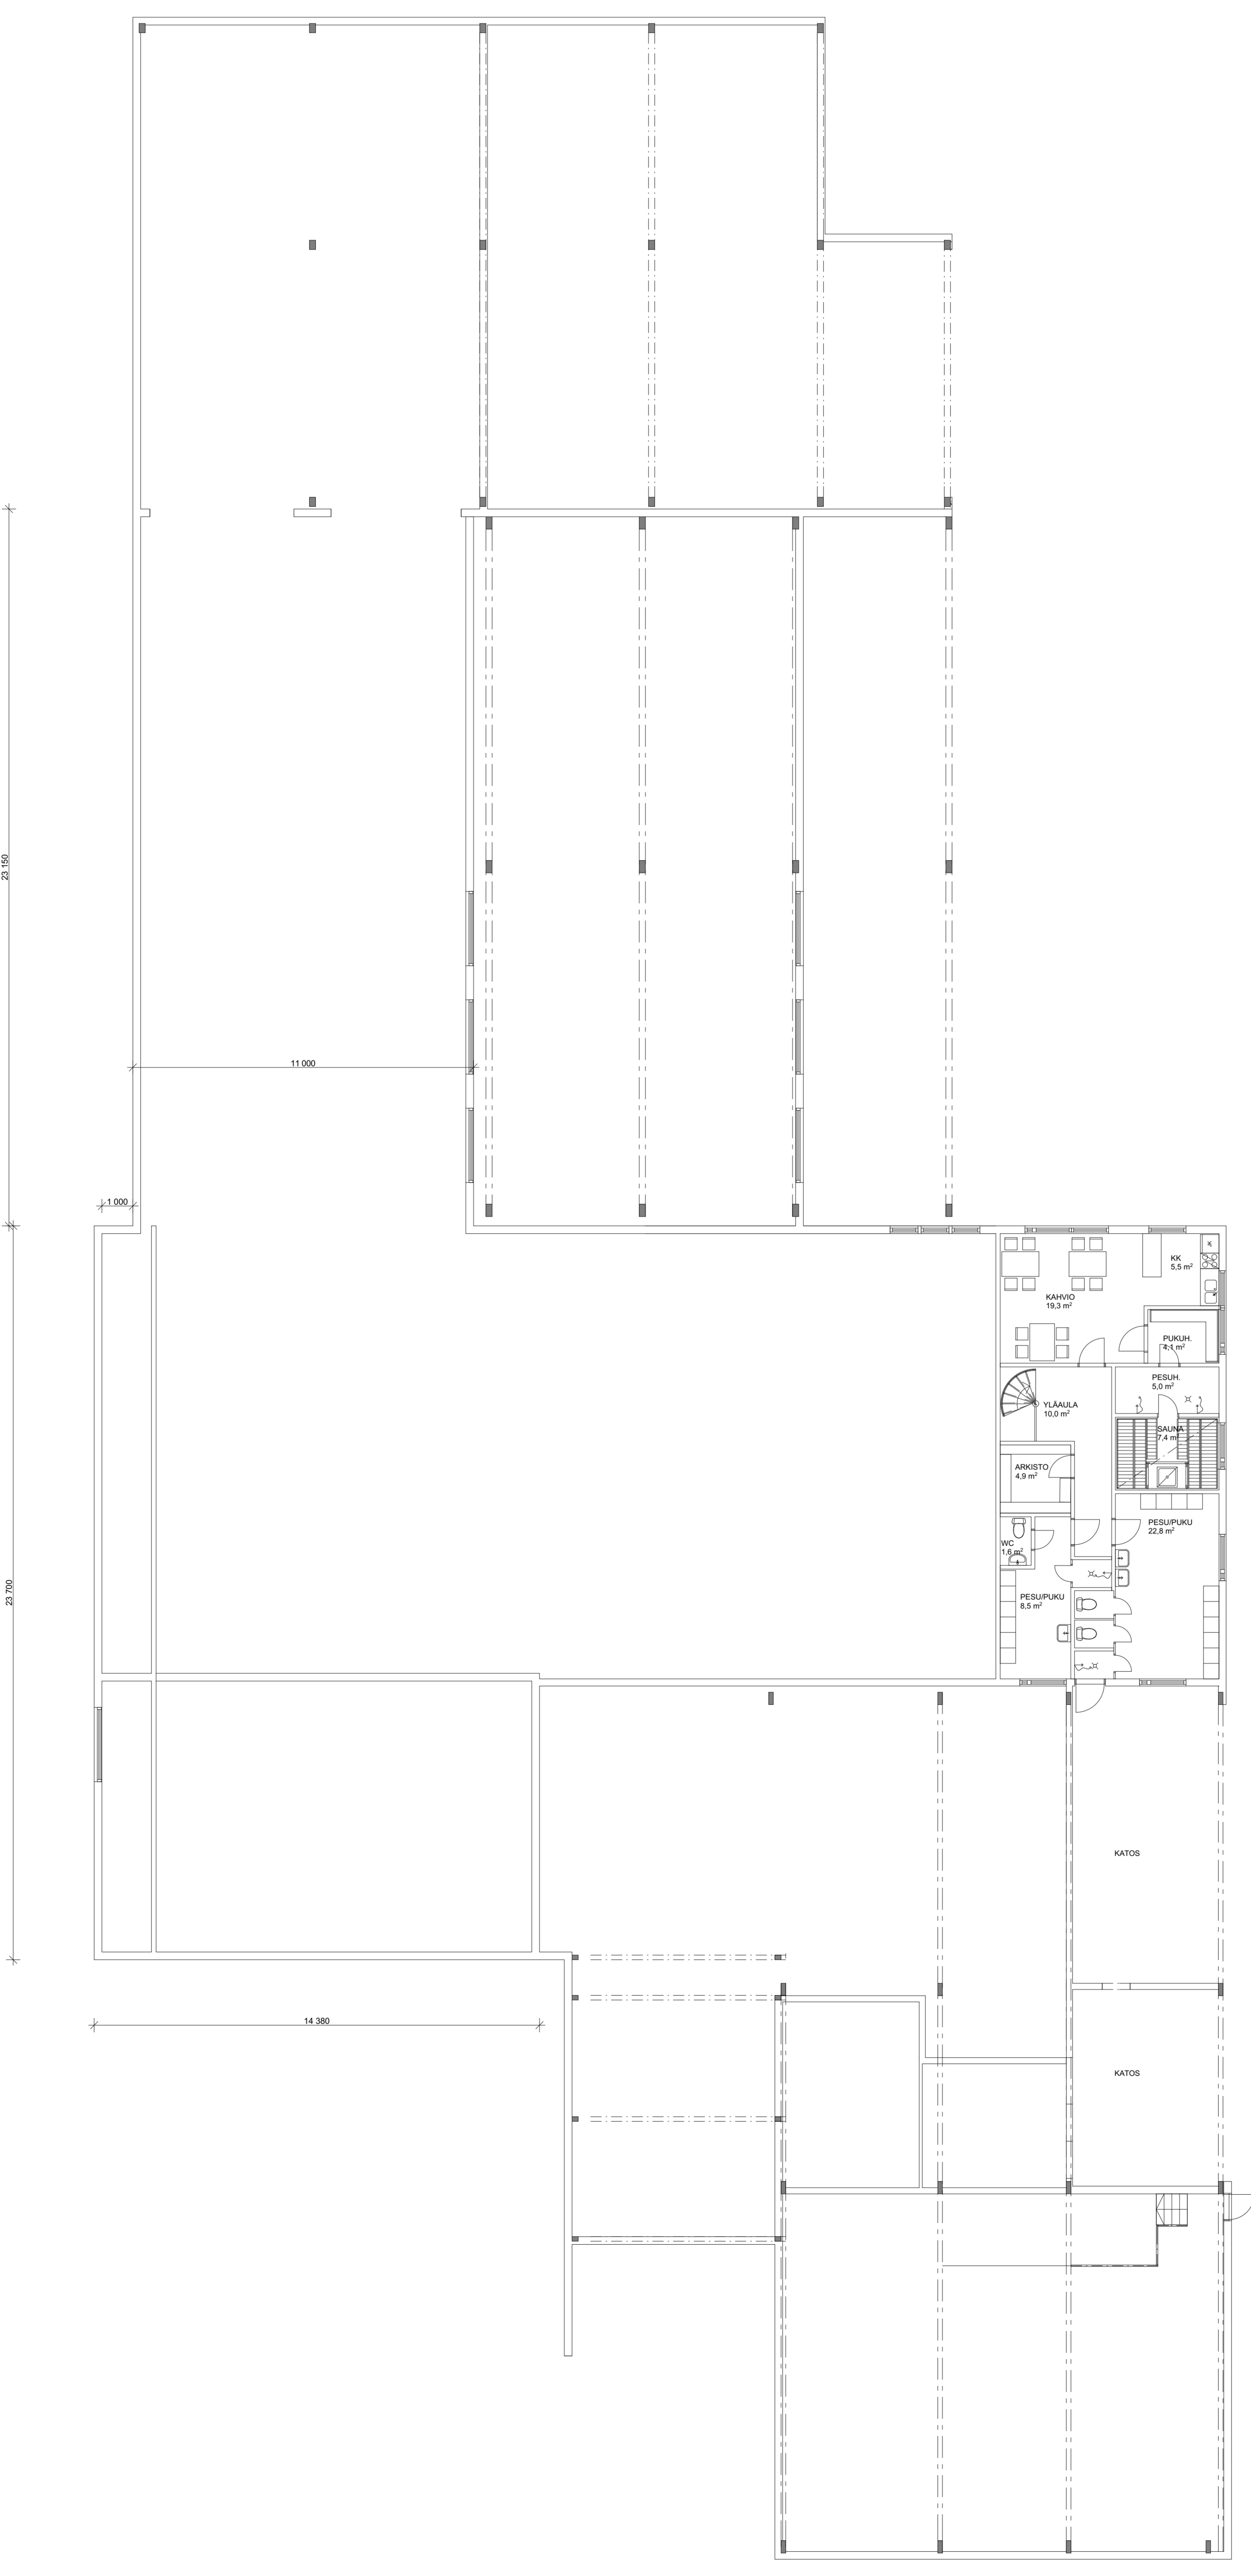 23 150
11 000
1 000
KK
5,5 m²
KAHVIO
19,3 m²
PUKUH.
4,1 m²
PESUH.
5,0 m²
YLÄAULA
10,0 m²
SAUNA
7,4 m²
ARKISTO
4,9 m²
PESU/PUKU
22,8 m²
WC
1,6 m²
PESU/PUKU
8,5 m²
23 700
KATOS
14 380
KATOS